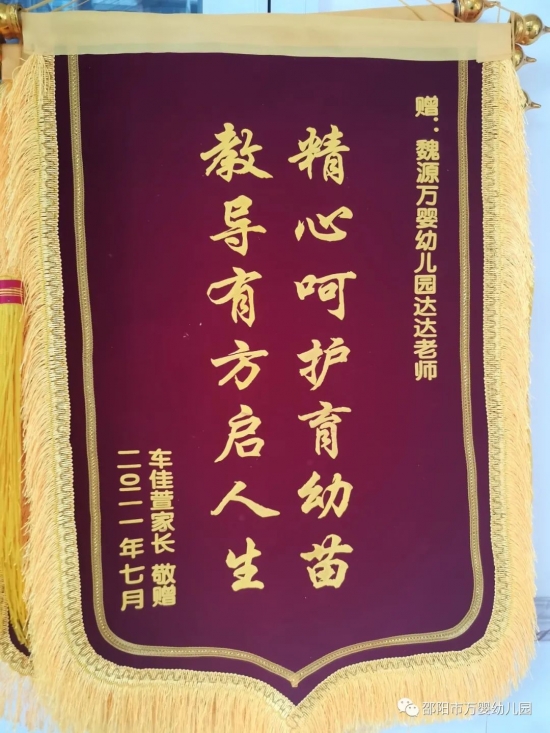 赠：魏源万婴幼儿园达达老师
精心呵护育幼苗
教导有方启人生
车佳萱家长 敬赠
二〇二一年七月
邵阳市万婴幼儿园